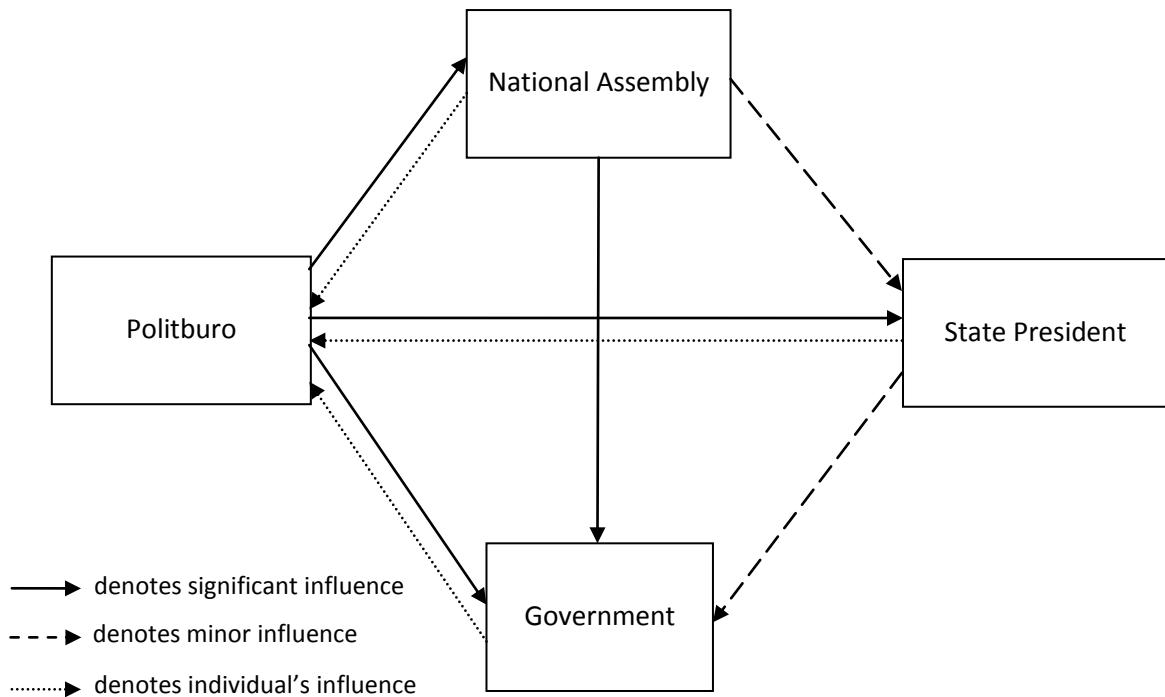 National Assembly
Politburo
State President
Government
denotes significant influence
denotes minor influence
denotes individual’s influence